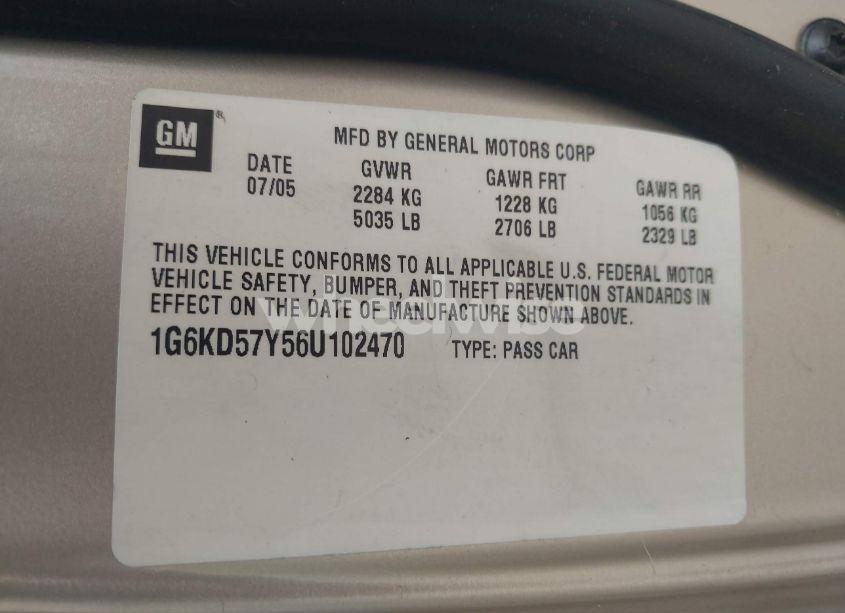 GM®
MFD BY GENERAL MOTORS CORP
DATE GVWR GAWR FRT GAWR RR
07/05 2284 KG 1228 KG 1056 KG
5035 LB 2706 LB 2329 LB
THIS VEHICLE CONFORMS TO ALL APPLICABLE U.S. FEDERAL MOTOR
VEHICLE SAFETY, BUMPER, AND THEFT PREVENTION STANDARDS IN
EFFECT ON THE DATE OF MANUFACTURE SHOWN ABOVE.
wheelwise
1G6KD57Y56U102470 TYPE: PASS CAR